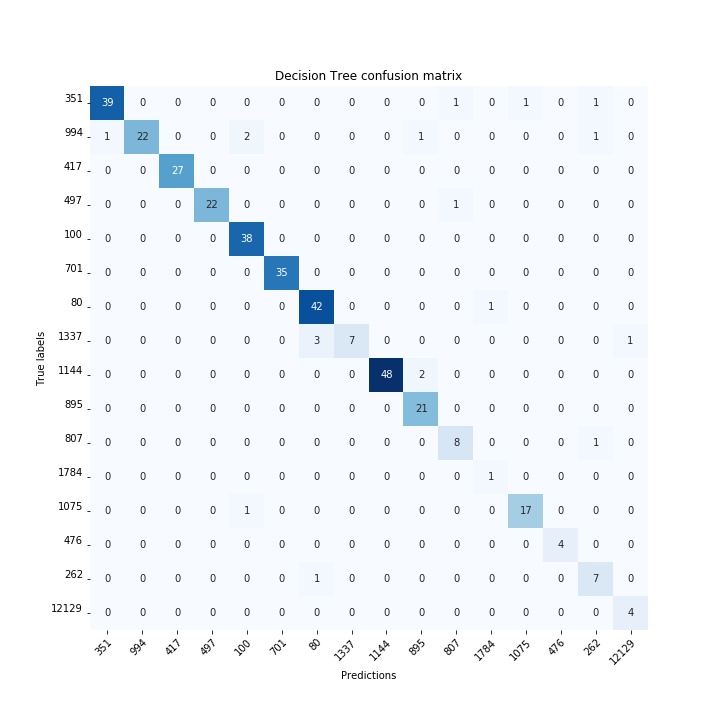 Decision Tree confusion matrix
True labels
351 39 0 0 0 0 0 0 0 0 0 1 0 1 0 1 0
994 1 22 0 0 2 0 0 0 0 1 0 0 0 0 1 0
417 0 0 27 0 0 0 0 0 0 0 0 0 0 0 0 0
497 0 0 0 22 0 0 0 0 0 0 1 0 0 0 0 0
100 0 0 0 0 38 0 0 0 0 0 0 0 0 0 0 0
701 0 0 0 0 0 35 0 0 0 0 0 0 0 0 0 0
80 0 0 0 0 0 0 42 0 0 0 0 1 0 0 0 0
1337 0 0 0 0 0 0 3 7 0 0 0 0 0 0 0 1
1144 0 0 0 0 0 0 0 0 48 2 0 0 0 0 0 0
895 0 0 0 0 0 0 0 0 0 21 0 0 0 0 0 0
807 0 0 0 0 0 0 0 0 0 0 8 0 0 0 1 0
1784 0 0 0 0 0 0 0 0 0 0 0 1 0 0 0 0
1075 0 0 0 0 1 0 0 0 0 0 0 0 17 0 0 0
476 0 0 0 0 0 0 0 0 0 0 0 0 0 4 0 0
262 0 0 0 0 0 0 1 0 0 0 0 0 0 0 7 0
12129 0 0 0 0 0 0 0 0 0 0 0 0 0 0 0 4
351 994 417 497 100 701 80 1337 1144 895 807 1784 1075 476 262 12129
Predictions